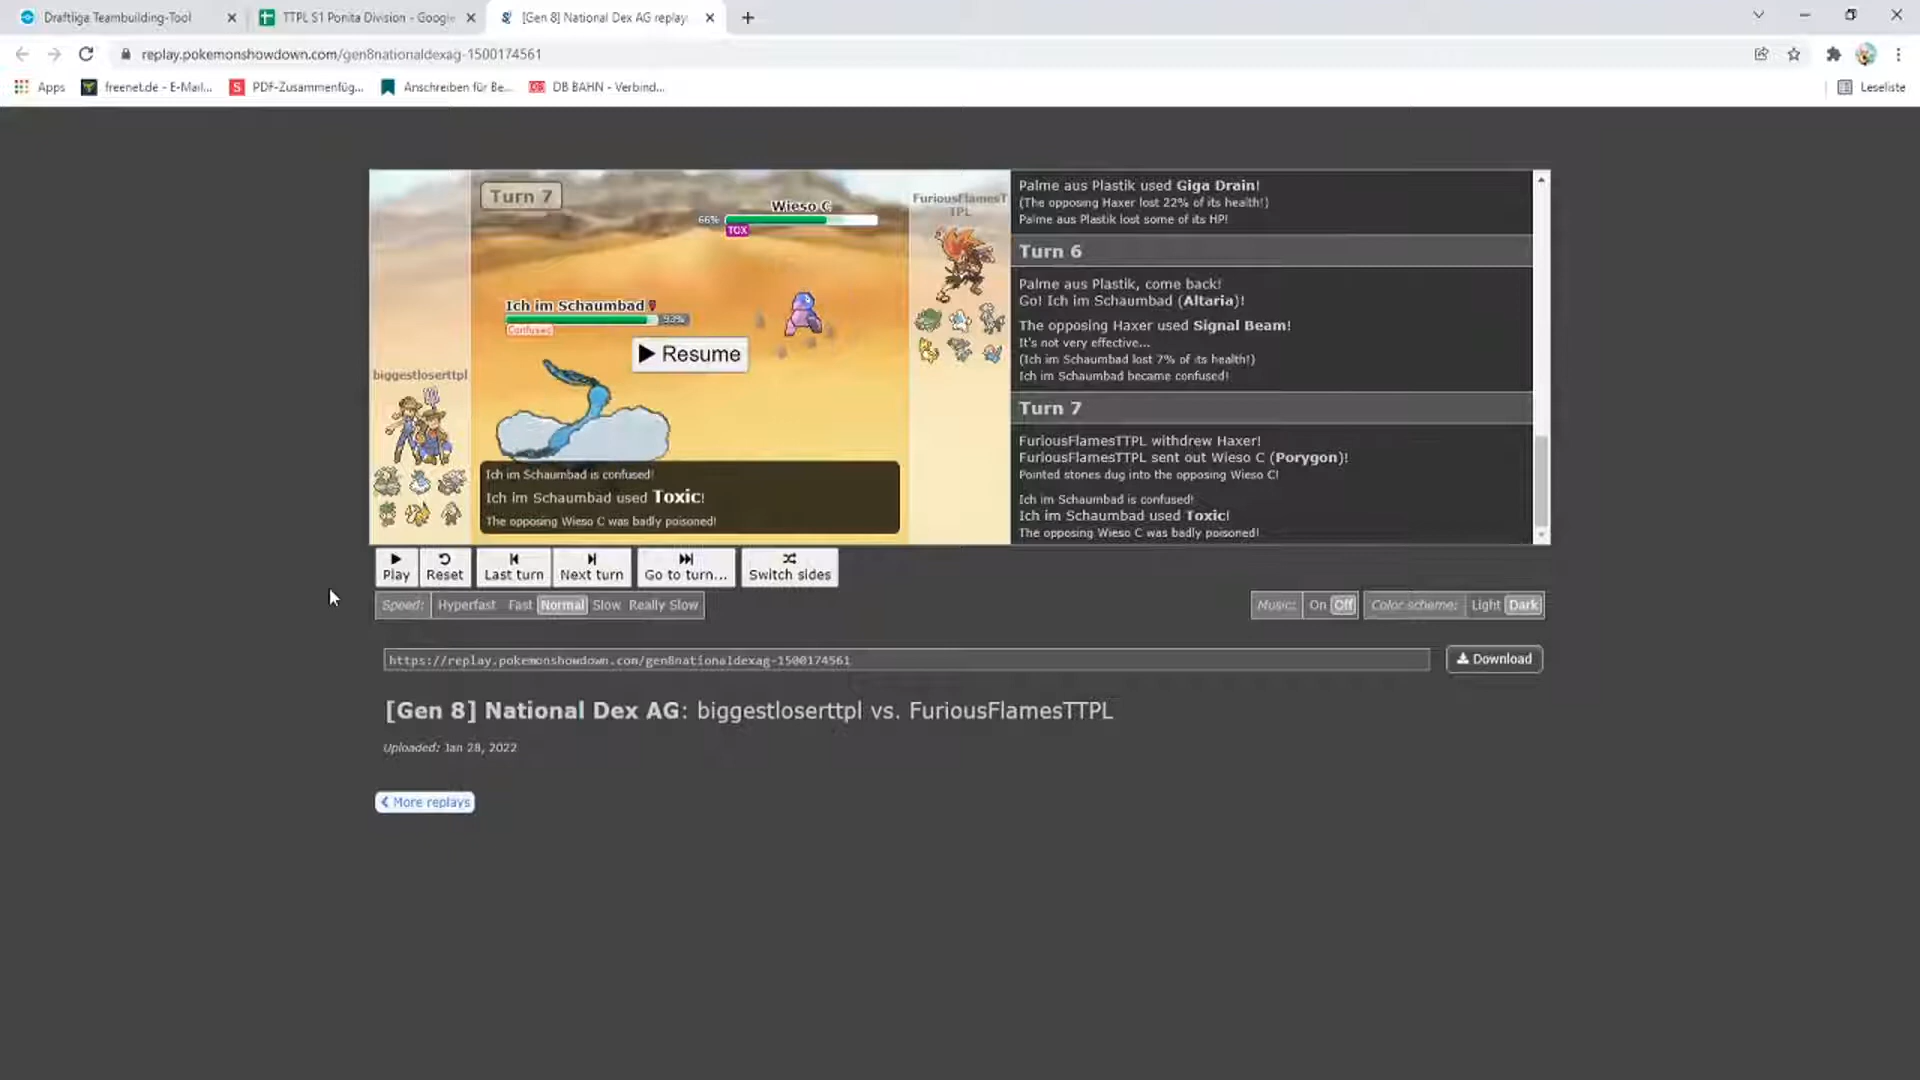 Draftliga Teambuilding-Tool
TTPL S1 Ponita Division - Google
[Gen 8] National Dex AG replay:
replay.pokemonshowdown.com/gen8nationaldexag-1500174561
Apps
freenet.de - E-Mail...
PDF-Zusammenfüg...
Anschreiben für Be...
DB BAHN - Verbind...
Leseliste
Turn 7
Wieso C
66%
TOX
FuriousFlamesT
TPL
Ich im Schaumbad
93%
Confused
Resume
biggestloserttpl
Ich im Schaumbad is confused!
Ich im Schaumbad used Toxic!
The opposing Wieso C was badly poisoned!
Palme aus Plastik used Giga Drain!
(The opposing Haxer lost 22% of its health!)
Palme aus Plastik lost some of its HP!
Turn 6
Palme aus Plastik, come back!
Go! Ich im Schaumbad (Altaria)!
The opposing Haxer used Signal Beam!
It's not very effective...
(Ich im Schaumbad lost 7% of its health!)
Ich im Schaumbad became confused!
Turn 7
FuriousFlamesTTPL withdrew Haxer!
FuriousFlamesTTPL sent out Wieso C (Porygon)!
Pointed stones dug into the opposing Wieso C!
Ich im Schaumbad is confused!
Ich im Schaumbad used Toxic!
The opposing Wieso C was badly poisoned!
Play
Reset
Last turn
Next turn
Go to turn...
Switch sides
Speed:
Hyperfast
Fast
Normal
Slow
Really Slow
Music:
On
Off
Color scheme:
Light
Dark
https://replay.pokemonshowdown.com/gen8nationaldexag-1500174561
Download
[Gen 8] National Dex AG: biggestloserttpl vs. FuriousFlamesTTPL
Uploaded: Jan 28, 2022
More replays